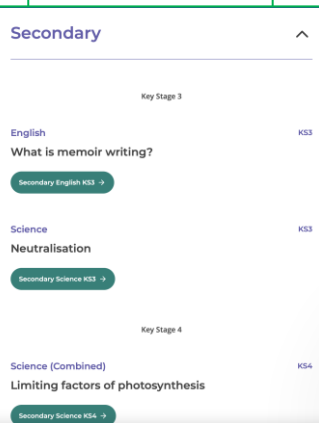 Secondary
Key Stage 3
English KS3
What is memoir writing?
Secondary English KS3 →
Science KS3
Neutralisation
Secondary Science KS3 →
Key Stage 4
Science (Combined) KS4
Limiting factors of photosynthesis
Secondary Science KS4 →